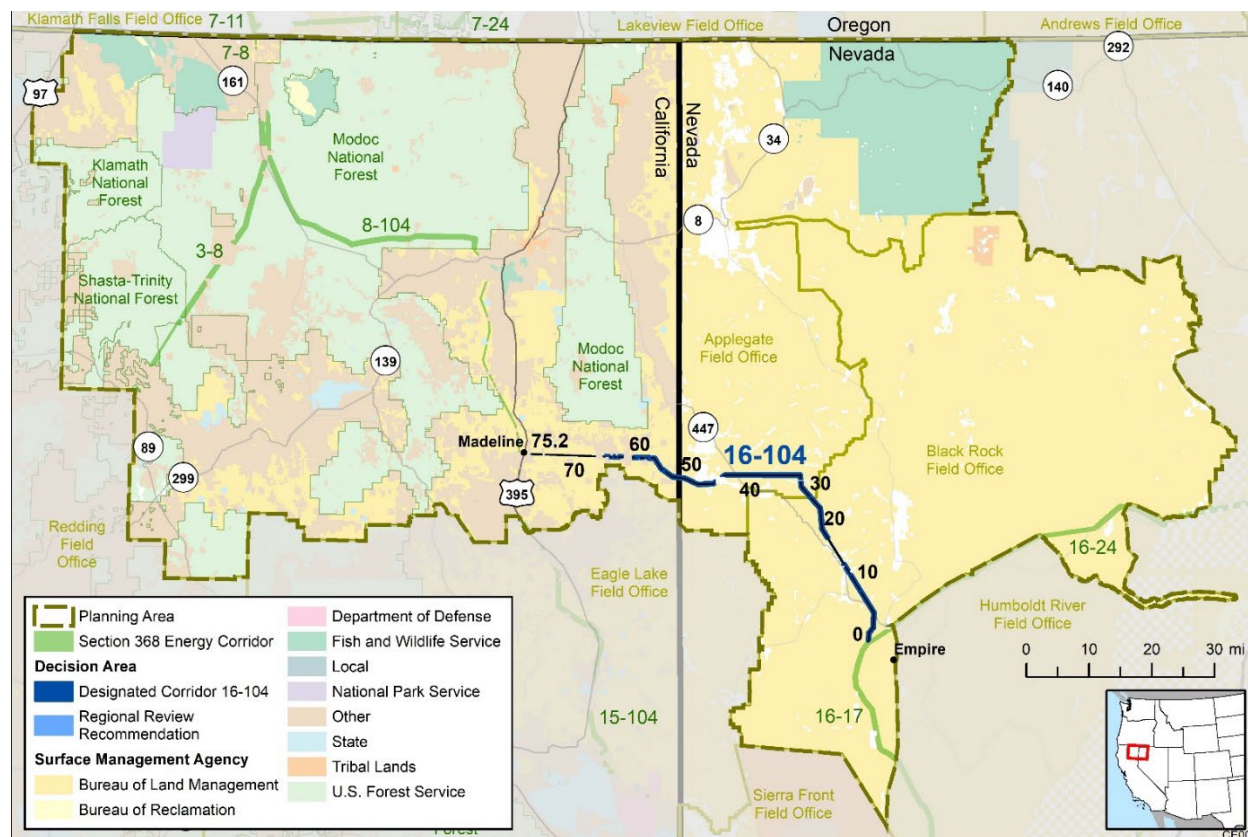 Klamath Falls Field Office
7-11
7-24
Lakeview Field Office
Oregon
Andrews Field Office
Nevada
7-8
161
97
292
140
34
California
Nevada
Modoc
National
Forest
Klamath
National
Forest
8-104
8
3-8
Shasta-Trinity
National Forest
Applegate
Field Office
Modoc
National
Forest
139
447
Madeline
75.2
70
60
50
16-104
40
30
20
10
0
Black Rock
Field Office
89
299
395
Redding
Field
Office
Eagle Lake
Field Office
16-24
Humboldt River
Field Office
Empire
0 10 20 30 mi
15-104
16-17
Sierra Front
Field Office
Planning Area
Section 368 Energy Corridor
Decision Area
Designated Corridor 16-104
Regional Review
Recommendation
Surface Management Agency
Bureau of Land Management
Bureau of Reclamation
Department of Defense
Fish and Wildlife Service
Local
National Park Service
Other
State
Tribal Lands
U.S. Forest Service
Forest